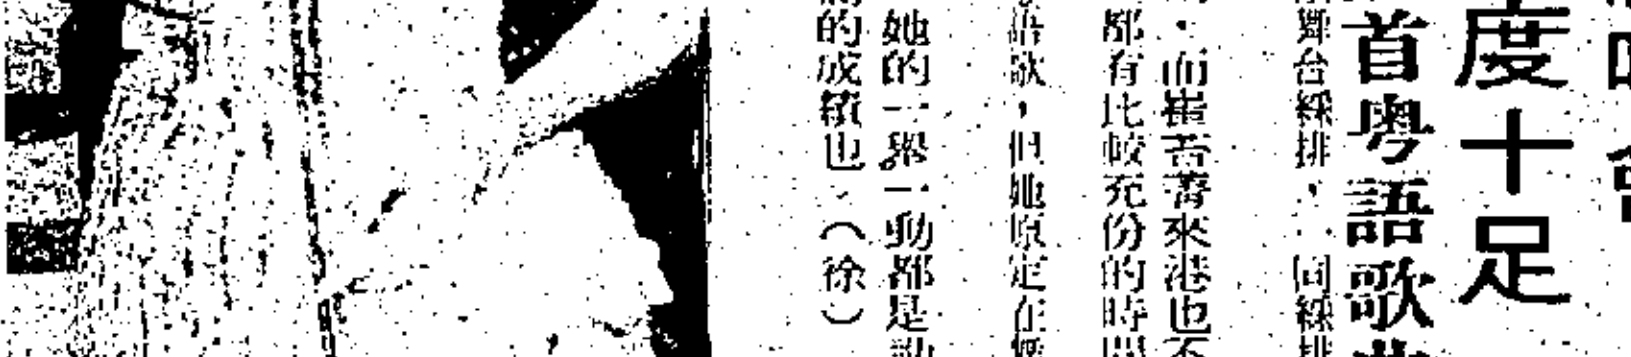 度十足
首粵語歌
舞台綵排，同綵排
，而崔苔菁來港也不
都有比較充份的時間
語歌，但她原定在
她的一舉一動都是
的成績也。（徐）